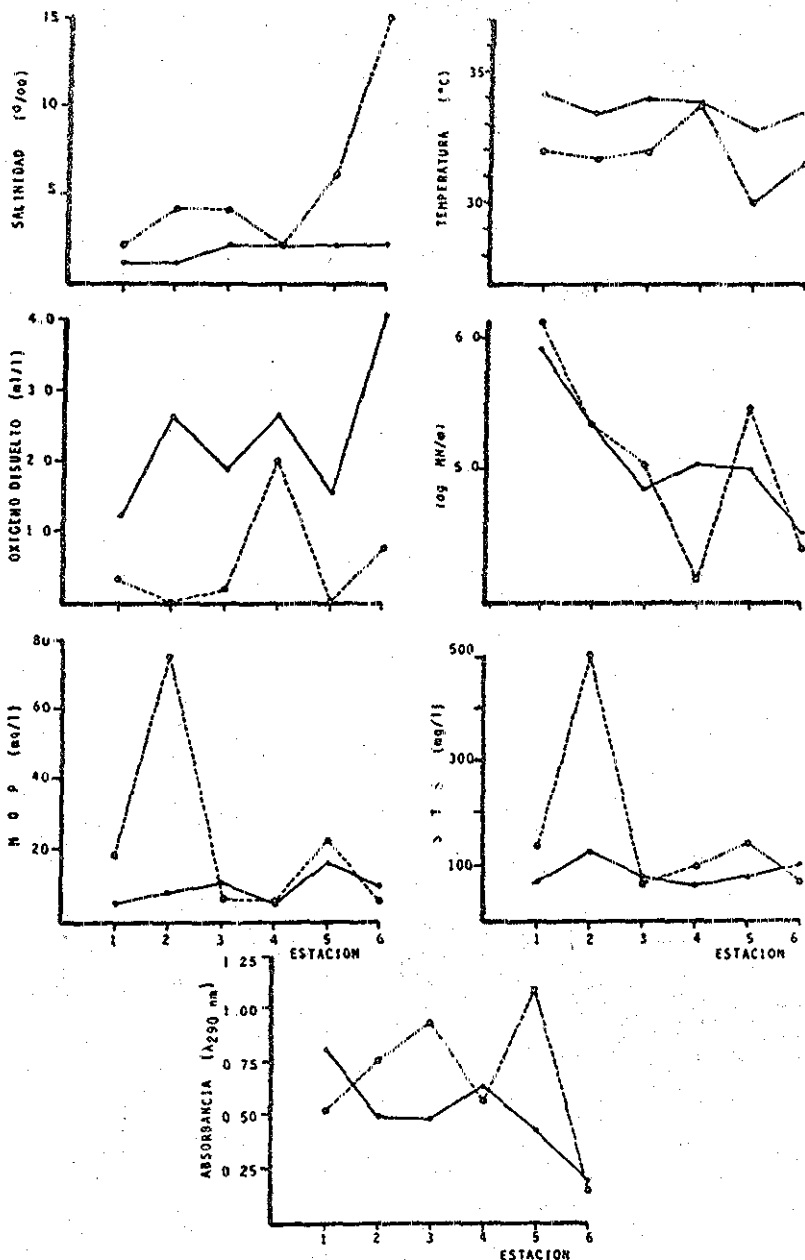 SALINIDAD (º/oo)
15
10
5
TEMPERATURA (°C)
35
30
OXIGENO DISUELTO (ml/l)
4.0
3 0
2 0
1 0
log MN/ml
6 0
5.0
M O P (mg/l)
80
60
40
20
1 2 3 4 5 6
ESTACION
S T S (mg/l)
500
300
100
1 2 3 4 5 6
ESTACION
ABSORBANCIA (λ290 nm)
1 25
1.00
0.75
0 50
0 25
1 2 3 4 5 6
ESTACION